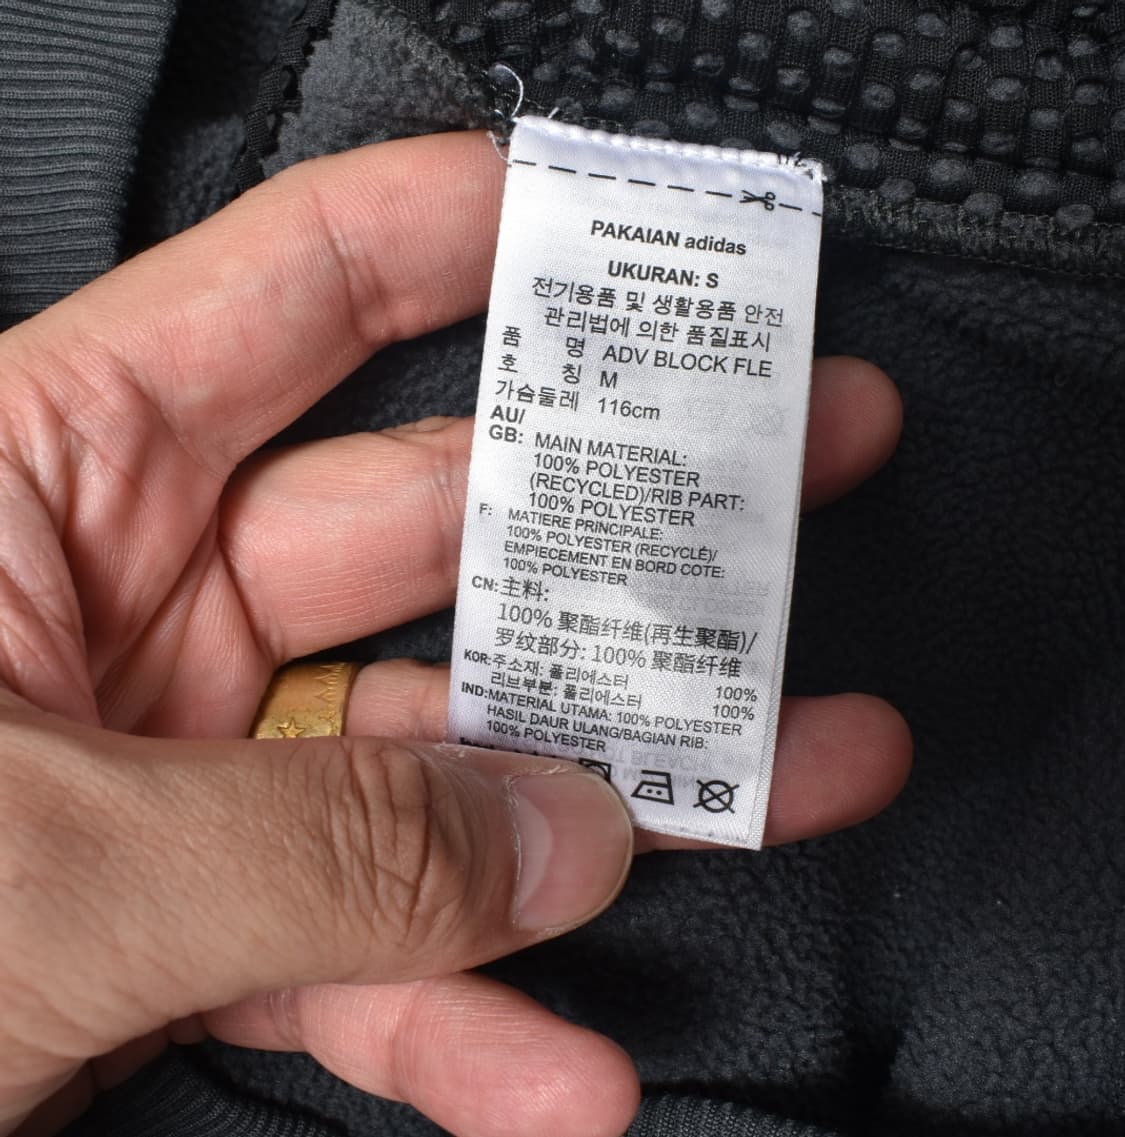 PAKAIAN adidas
UKURAN: S
전기용품 및 생활용품 안전
관리법에 의한 품질표시
품 명 ADV BLOCK FLE
호 칭 M
가슴둘레 116cm
AU/
GB: MAIN MATERIAL:
100% POLYESTER
(RECYCLED)/RIB PART:
100% POLYESTER
F: MATIERE PRINCIPALE:
100% POLYESTER (RECYCLÉ)/
EMPIECEMENT EN BORD COTE:
100% POLYESTER
CN: 主料:
100% 聚酯纤维(再生聚酯)/
罗纹部分: 100% 聚酯纤维
KOR: 주소재: 폴리에스터 100%
리브부분: 폴리에스터 100%
IND: MATERIAL UTAMA: 100% POLYESTER
HASIL DAUR ULANG/BAGIAN RIB:
100% POLYESTER